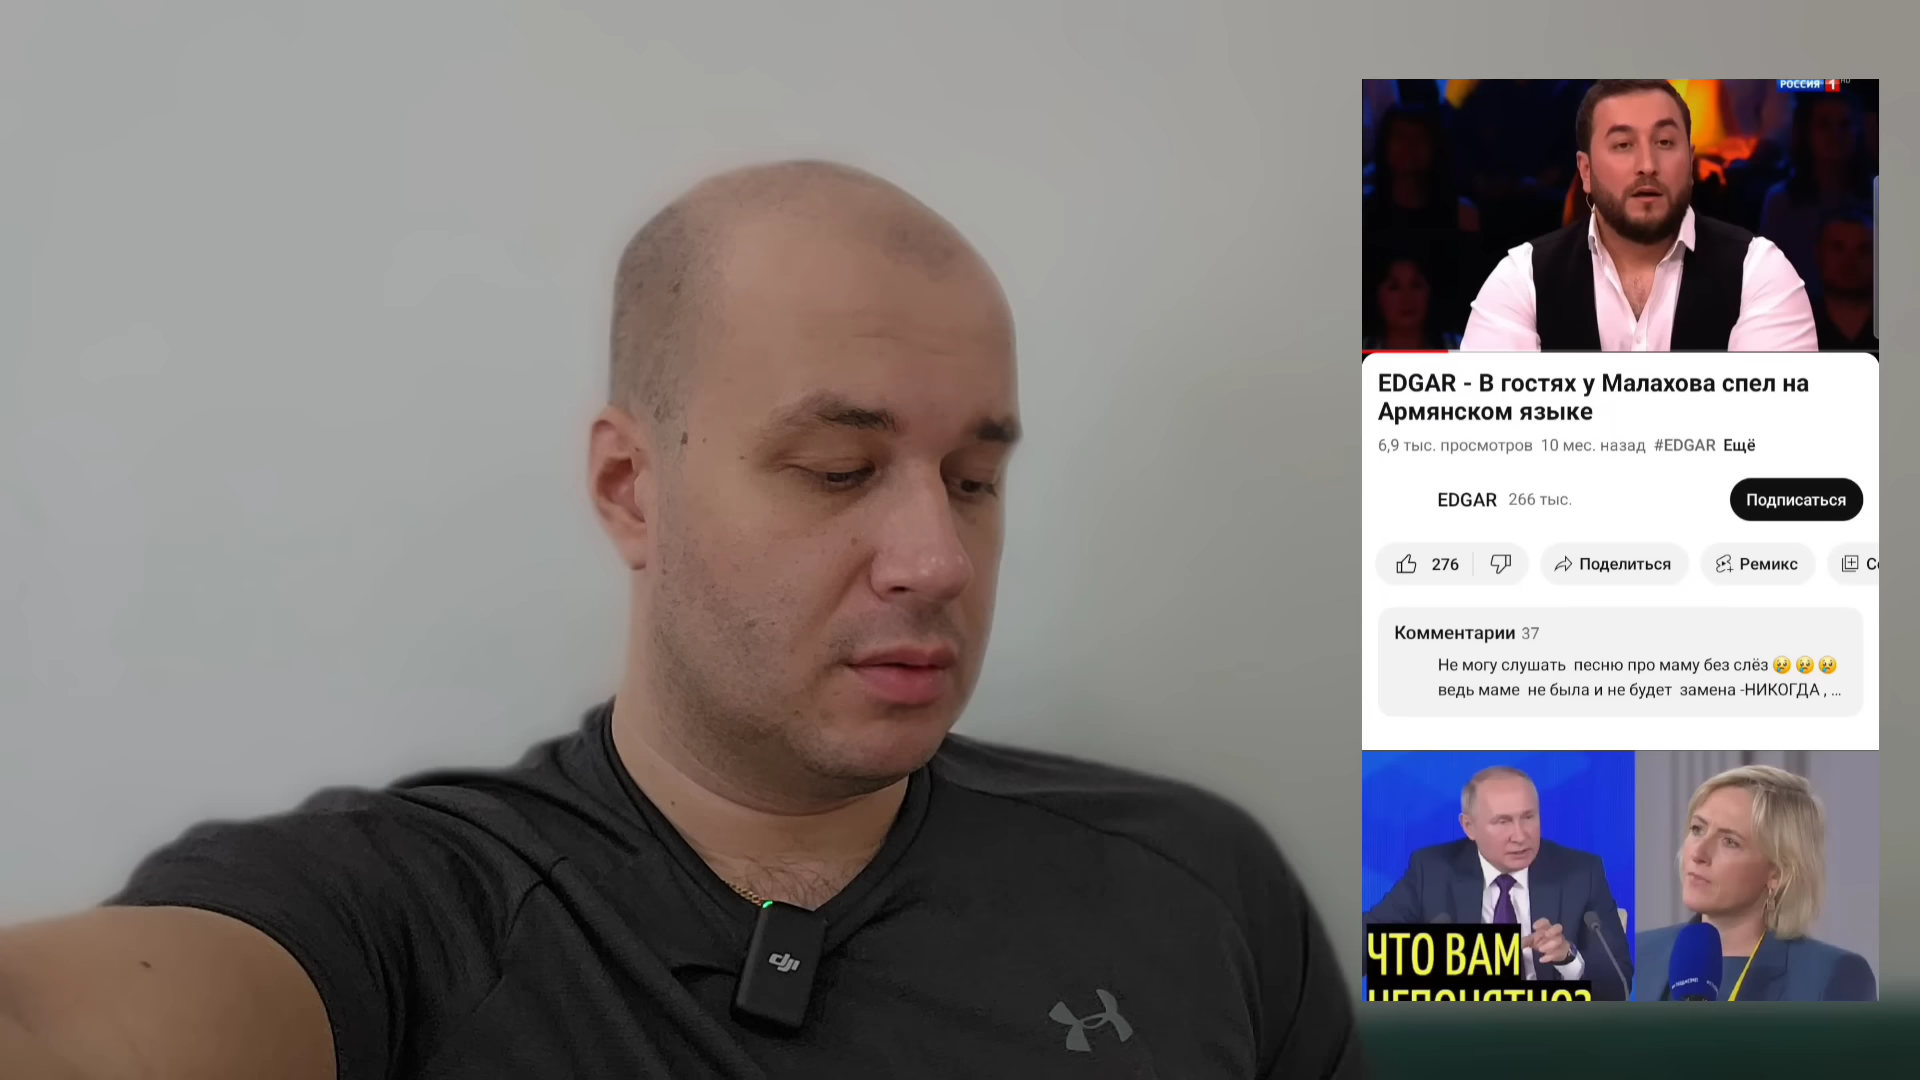 РОССИЯ 1 HD
EDGAR - В гостях у Малахова спел на
Армянском языке
6,9 тыс. просмотров 10 мес. назад #EDGAR Ещё
EDGAR 266 тыс. Подписаться
276 Поделиться Ремикс
Комментарии 37
Не могу слушать песню про маму без слёз 😢😢😢
ведь маме не была и не будет замена -НИКОГДА , ...
ЧТО ВАМ
НЕПОНЯТНО?
dji